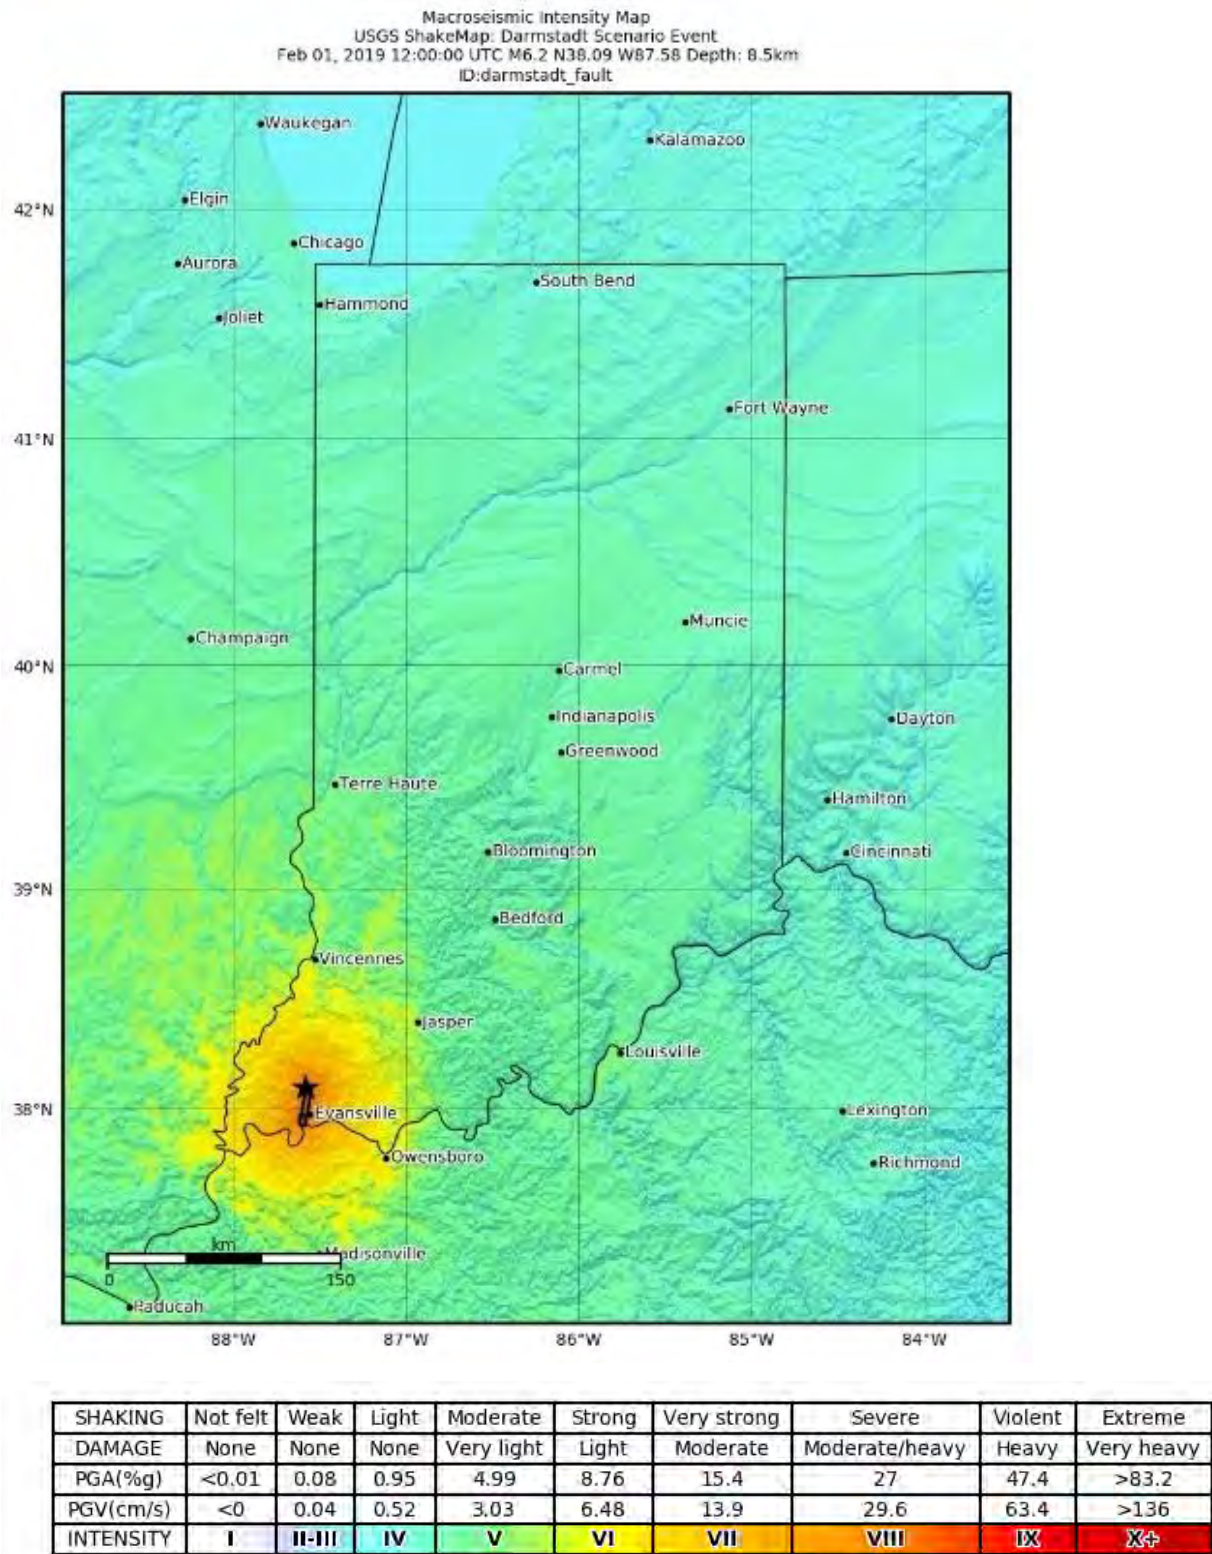 Macroseismic Intensity Map
USGS ShakeMap: Darmstadt Scenario Event
Feb 01, 2019 12:00:00 UTC M6.2 N38.09 W87.58 Depth: 8.5km
ID:darmstadt_fault
Waukegan
Kalamazoo
Elgin
42°N
Chicago
Aurora
South Bend
Hammond
Joliet
Fort Wayne
41°N
Muncie
Champaign
40°N
Carmel
Indianapolis
Dayton
Greenwood
Terre Haute
Hamilton
Bloomington
Cincinnati
39°N
Bedford
Vincennes
Jasper
Louisville
38°N
Evansville
Lexington
Owensboro
Richmond
km
Madisonville
0 150
Paducah
88°W 87°W 86°W 85°W 84°W
SHAKING Not felt Weak Light Moderate Strong Very strong Severe Violent Extreme
DAMAGE None None None Very light Light Moderate Moderate/heavy Heavy Very heavy
PGA(%g) <0.01 0.08 0.95 4.99 8.76 15.4 27 47.4 >83.2
PGV(cm/s) <0 0.04 0.52 3.03 6.48 13.9 29.6 63.4 >136
INTENSITY I II-III IV V VI VII VIII IX X+